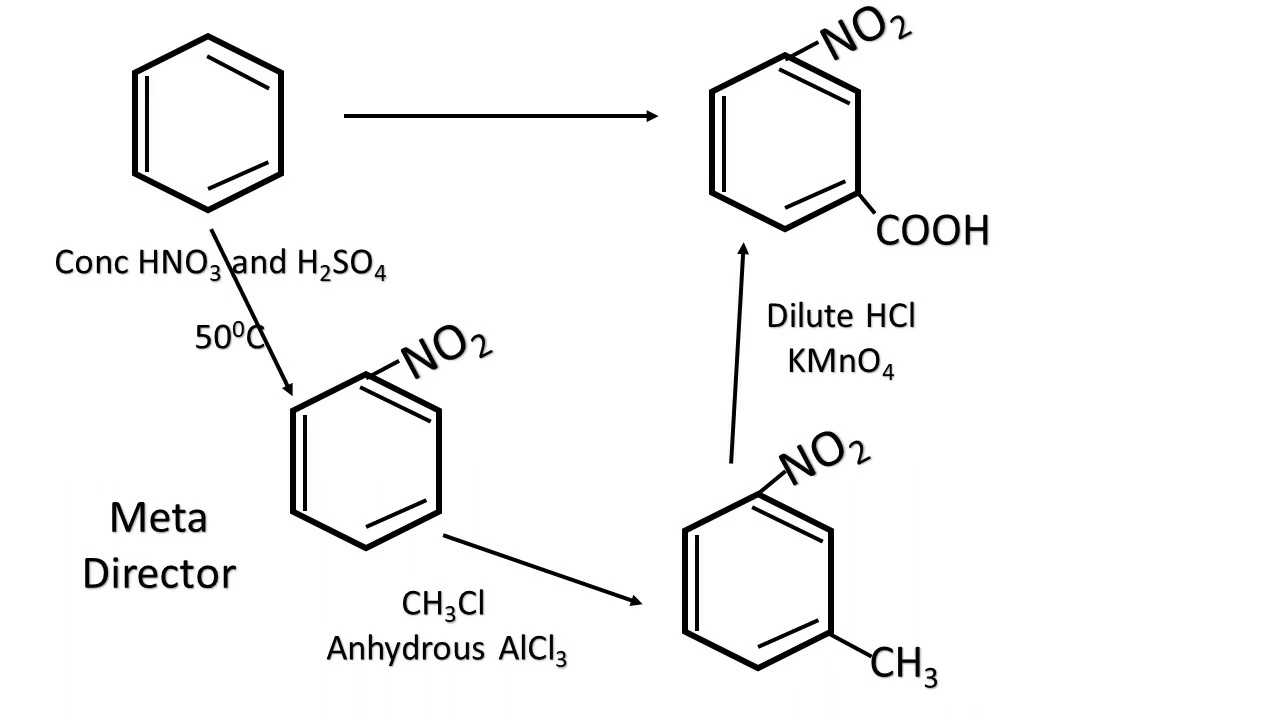 NO₂
COOH
Conc HNO₃ and H₂SO₄
50⁰C
NO₂
Dilute HCl
KMnO₄
NO₂
Meta
Director
CH₃Cl
Anhydrous AlCl₃
CH₃